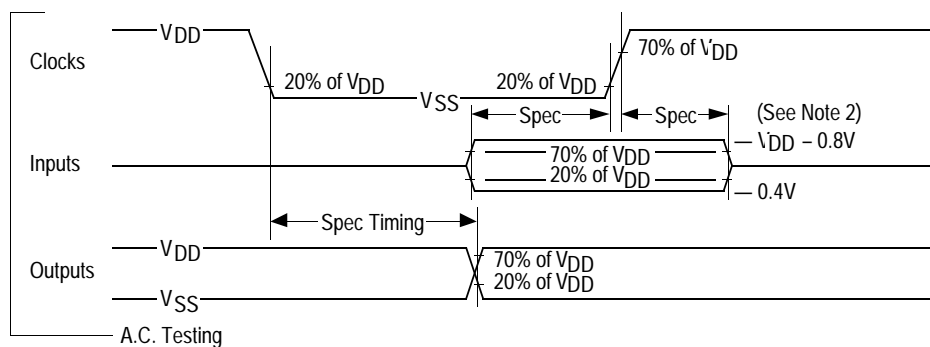 VDD
70% of VDD
Clocks
20% of VDD
20% of VDD
VSS
Spec
Spec
(See Note 2)
VDD – 0.8V
Inputs
70% of VDD
20% of VDD
0.4V
Spec Timing
VDD
70% of VDD
Outputs
20% of VDD
VSS
A.C. Testing